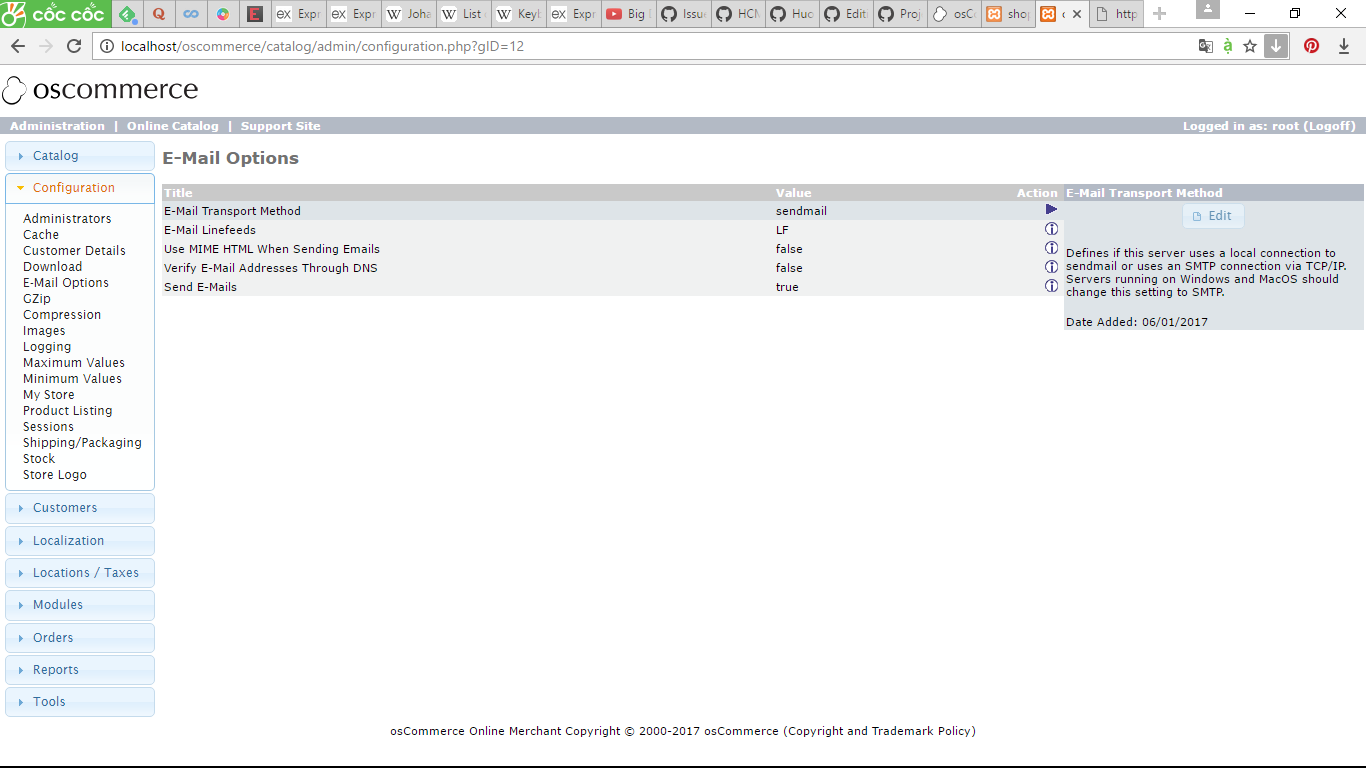 cốc cốc Q E ex Expr ex Expr W Joha W List W Keyb ex Expr Big Issu HCM Huo Edit Proj osC shop http
localhost/oscommerce/catalog/admin/configuration.php?gID=12
oscommerce
Administration | Online Catalog | Support Site Logged in as: root (Logoff)
Catalog
Configuration
Administrators
Cache
Customer Details
Download
E-Mail Options
GZip
Compression
Images
Logging
Maximum Values
Minimum Values
My Store
Product Listing
Sessions
Shipping/Packaging
Stock
Store Logo
Customers
Localization
Locations / Taxes
Modules
Orders
Reports
Tools
E-Mail Options
Title Value Action
E-Mail Transport Method sendmail
E-Mail Linefeeds LF
Use MIME HTML When Sending Emails false
Verify E-Mail Addresses Through DNS false
Send E-Mails true
E-Mail Transport Method
Edit
Defines if this server uses a local connection to
sendmail or uses an SMTP connection via TCP/IP.
Servers running on Windows and MacOS should
change this setting to SMTP.
Date Added: 06/01/2017
osCommerce Online Merchant Copyright © 2000-2017 osCommerce (Copyright and Trademark Policy)